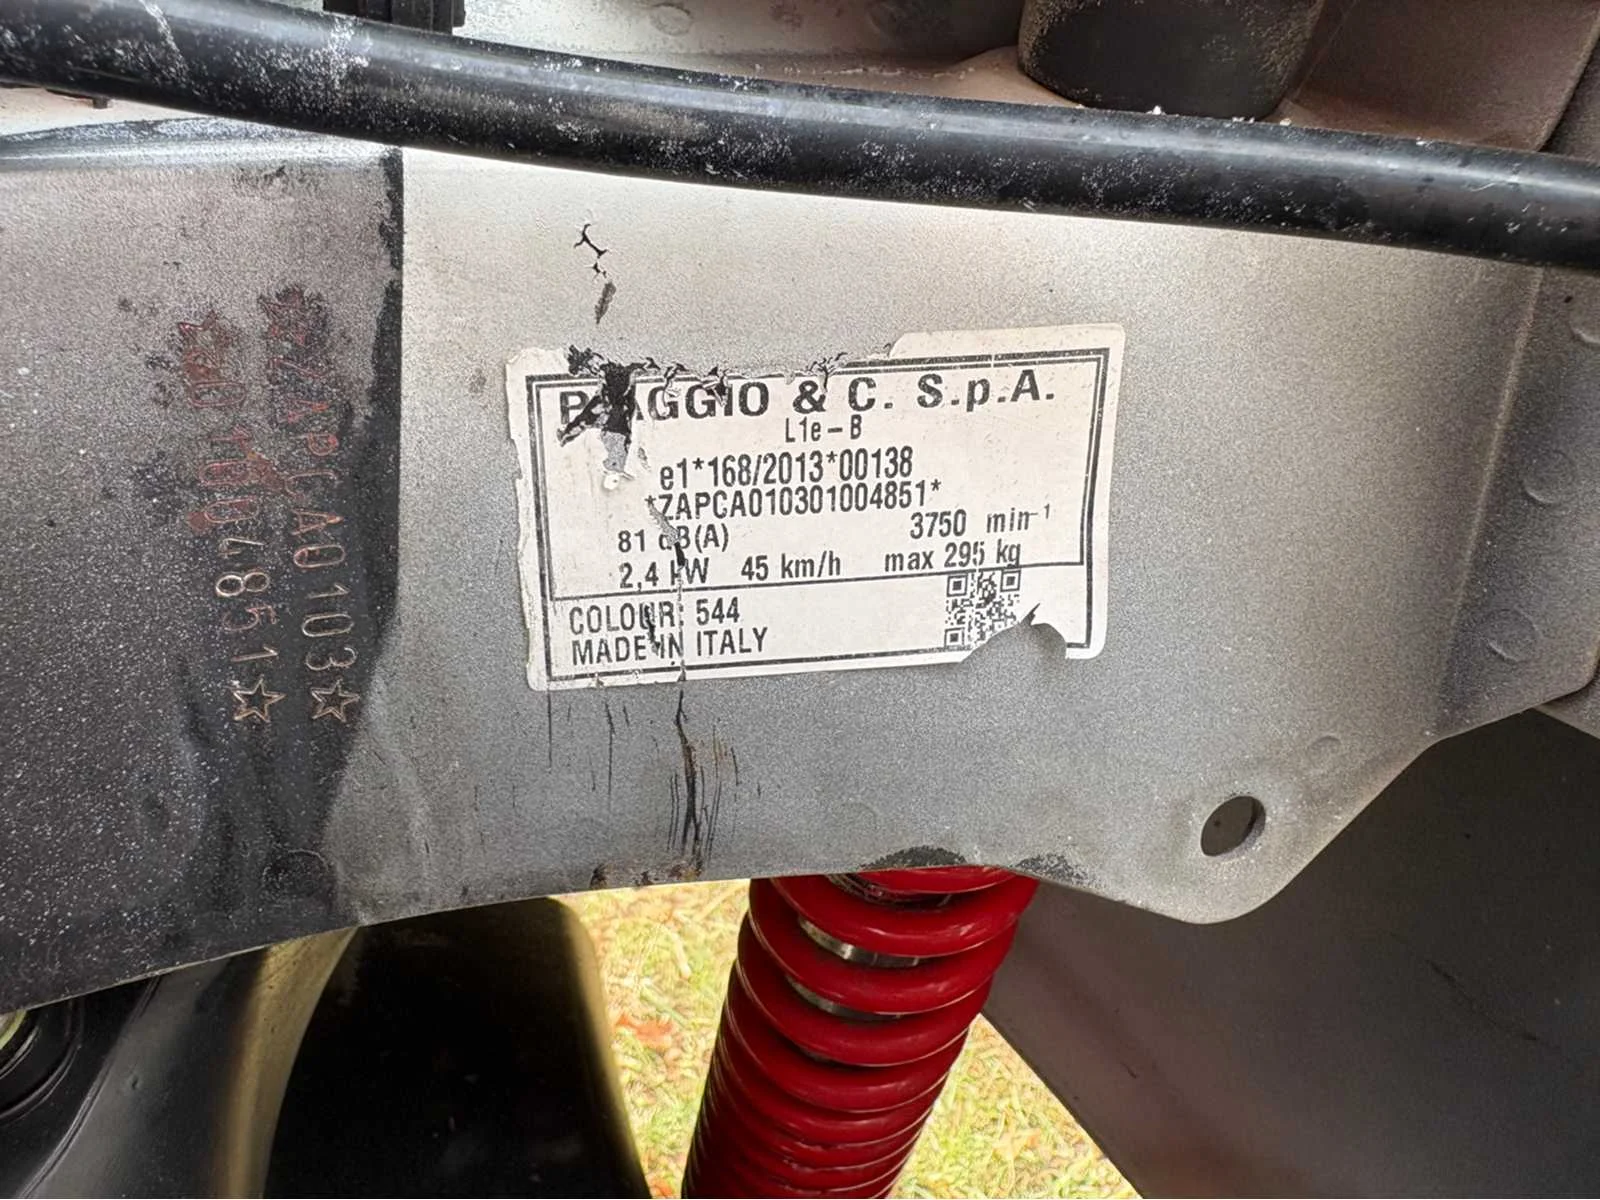 ☆ZAPCA0103☆
☆01004851☆
PIAGGIO & C. S.p.A.
L1e-B
e1*168/2013*00138
*ZAPCA010301004851*
81 dB(A) 3750 min⁻¹
2,4 kW 45 km/h max 295 kg
COLOUR: 544
MADE IN ITALY